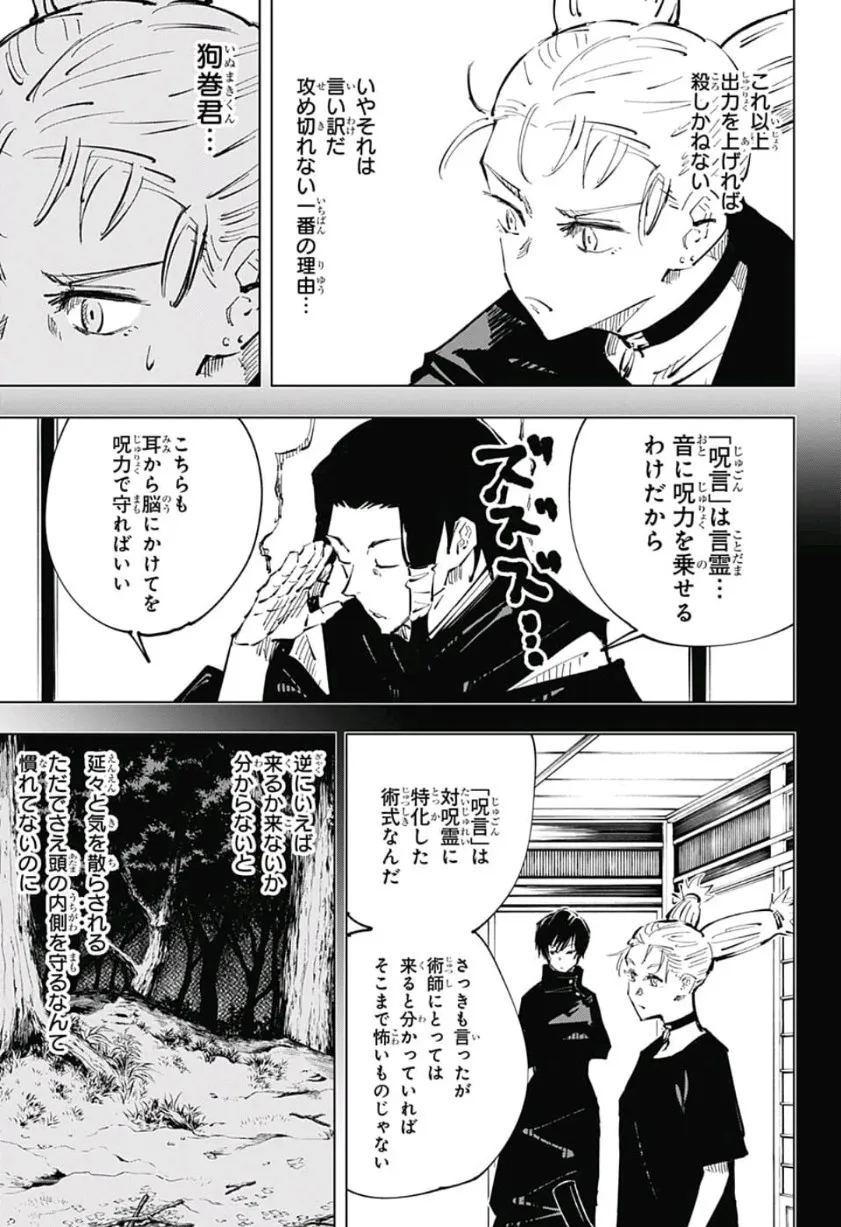 これ以上
出力を上げれば
殺しかねない
いやそれは
言い訳だ
攻め切れない一番の理由…
狗巻君…
「呪言」は言霊…
音に呪力を乗せる
わけだから
ズズズ…
こちらも
耳から脳にかけてを
呪力で守ればいい
「呪言」は
対呪霊に
特化した
術式なんだ
さっきも言ったが
術師にとっては
来ると分かっていれば
そこまで怖いものじゃない
逆にいえば
来るか来ないか
分からないと
延々と気を散らされる
ただでさえ頭の内側を守るなんて
慣れてないのに